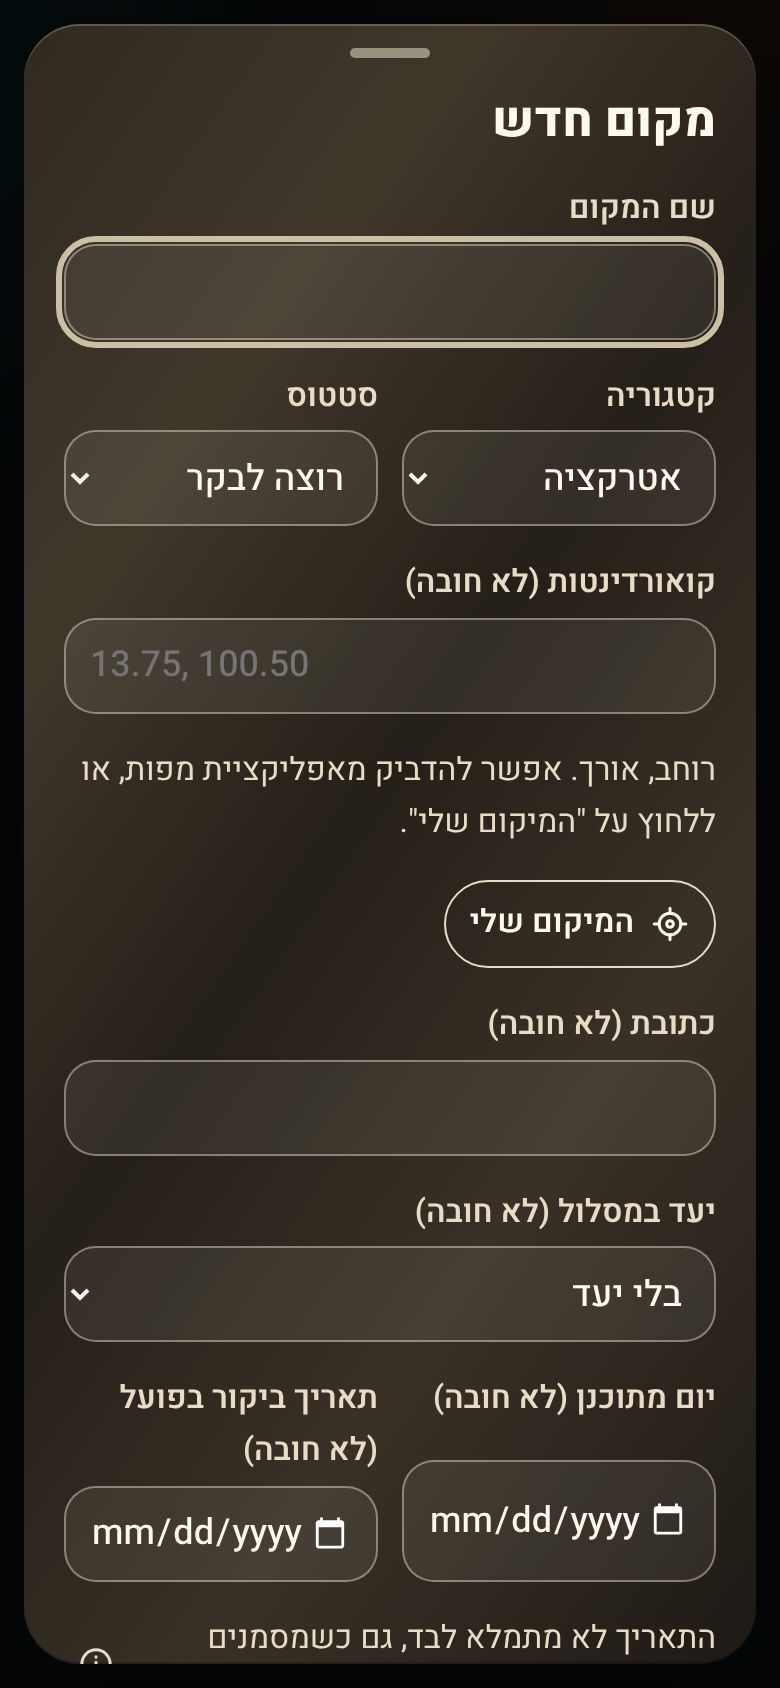 מקום חדש
שם המקום
קטגוריה
סטטוס
אטרקציה
רוצה לבקר
קואורדינטות (לא חובה)
13.75, 100.50
רוחב, אורך. אפשר להדביק מאפליקציית מפות, או
ללחוץ על "המיקום שלי".
המיקום שלי
כתובת (לא חובה)
יעד במסלול (לא חובה)
בלי יעד
יום מתוכנן (לא חובה)
תאריך ביקור בפועל
(לא חובה)
mm/dd/yyyy
mm/dd/yyyy
התאריך לא מתמלא לבד, גם כשמסמנים